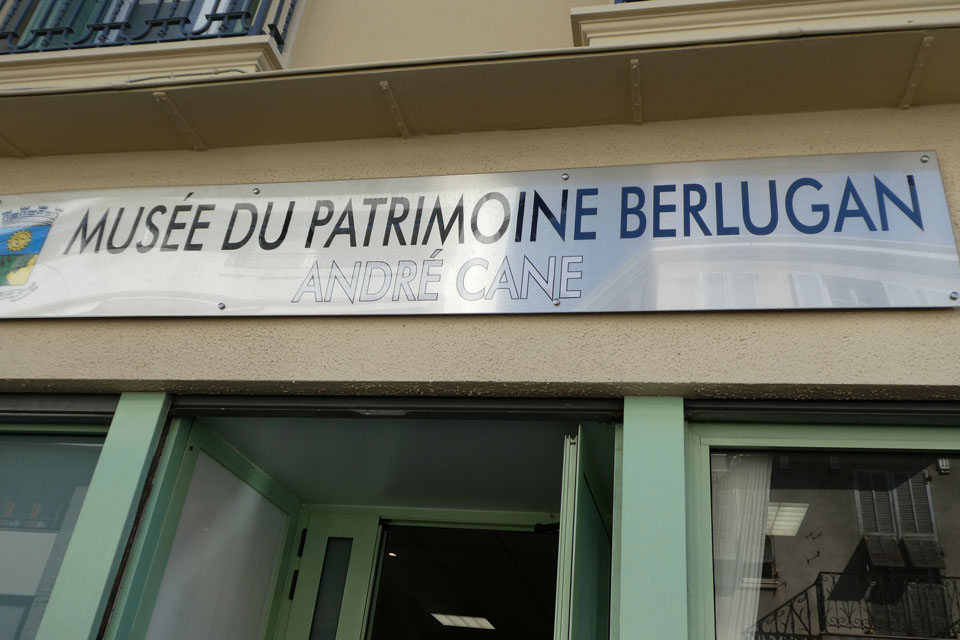 MUSÉE DU PATRIMOINE BERLUGAN
ANDRÉ CANE